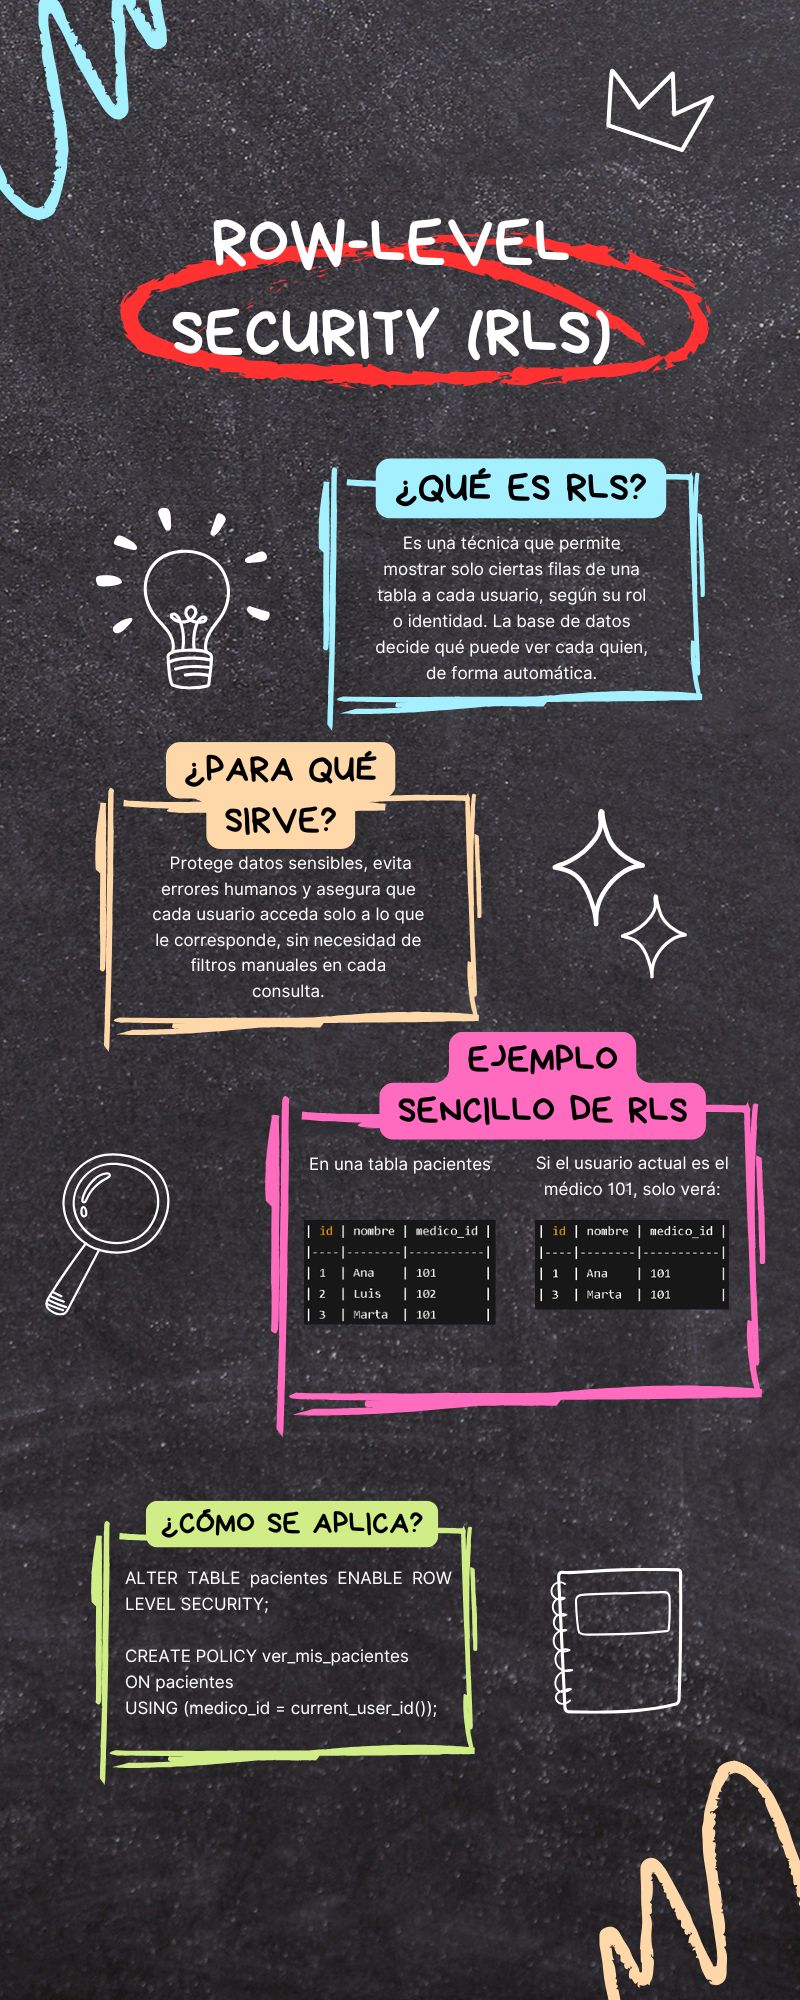 ROW-LEVEL
SECURITY (RLS)
¿QUÉ ES RLS?
Es una técnica que permite
mostrar solo ciertas filas de una
tabla a cada usuario, según su rol
o identidad. La base de datos
decide qué puede ver cada quien,
de forma automática.
¿PARA QUÉ
SIRVE?
Protege datos sensibles, evita
errores humanos y asegura que
cada usuario acceda solo a lo que
le corresponde, sin necesidad de
filtros manuales en cada
consulta.
EJEMPLO
SENCILLO DE RLS
En una tabla pacientes
| id | nombre | medico_id |
|----|--------|-----------|
| 1 | Ana | 101 |
| 2 | Luis | 102 |
| 3 | Marta | 101 |
Si el usuario actual es el
médico 101, solo verá:
| id | nombre | medico_id |
|----|--------|-----------|
| 1 | Ana | 101 |
| 3 | Marta | 101 |
¿CÓMO SE APLICA?
ALTER TABLE pacientes ENABLE ROW
LEVEL SECURITY;
CREATE POLICY ver_mis_pacientes
ON pacientes
USING (medico_id = current_user_id());